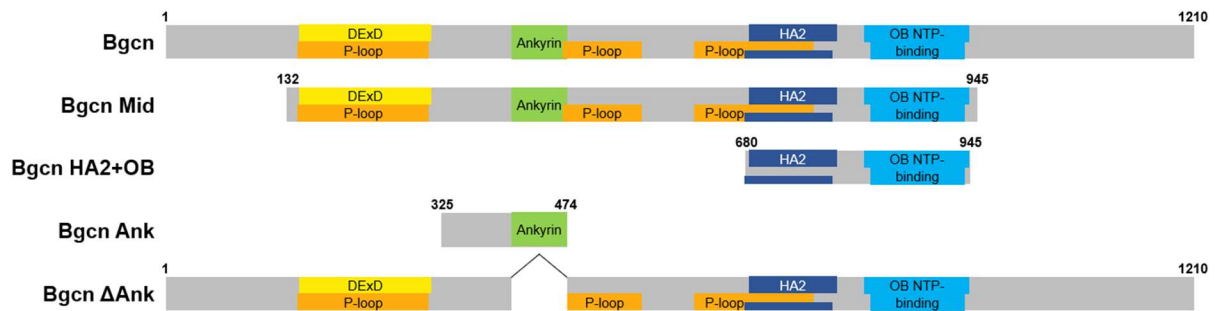 1 1210
Bgcn DExD P-loop Ankyrin P-loop P-loop HA2 OB NTP-binding
132 945
Bgcn Mid DExD P-loop Ankyrin P-loop P-loop HA2 OB NTP-binding
680 945
Bgcn HA2+OB HA2 OB NTP-binding
325 474
Bgcn Ank Ankyrin
1 1210
Bgcn ΔAnk DExD P-loop P-loop P-loop HA2 OB NTP-binding